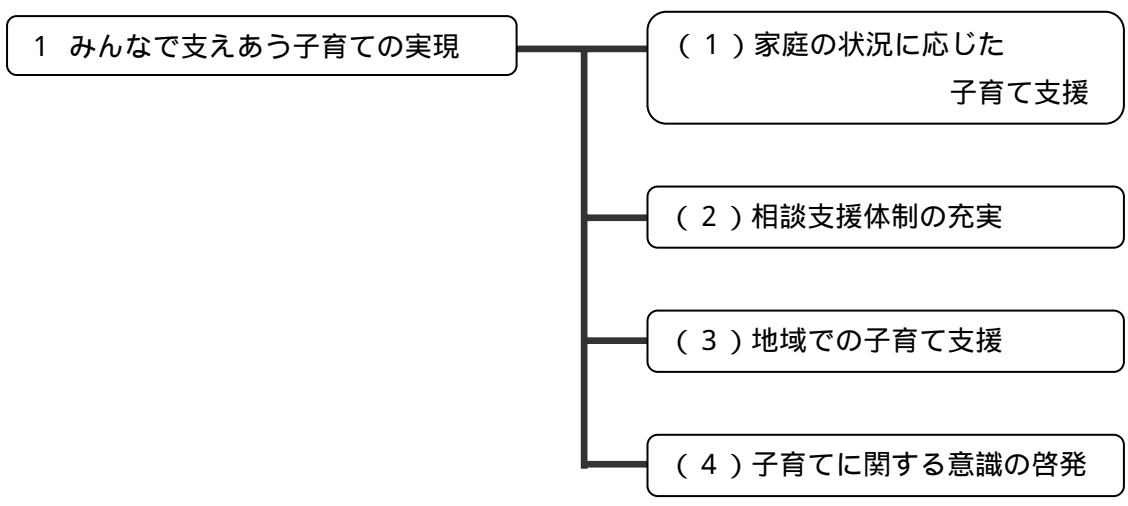 1 みんなで支えあう子育ての実現
(1)家庭の状況に応じた
子育て支援
(2)相談支援体制の充実
(3)地域での子育て支援
(4)子育てに関する意識の啓発